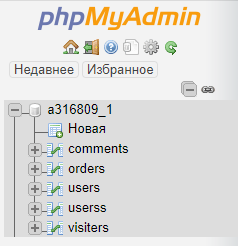 phpMyAdmin
Недавнее Избранное
a316809_1
Новая
comments
orders
users
userss
visiters